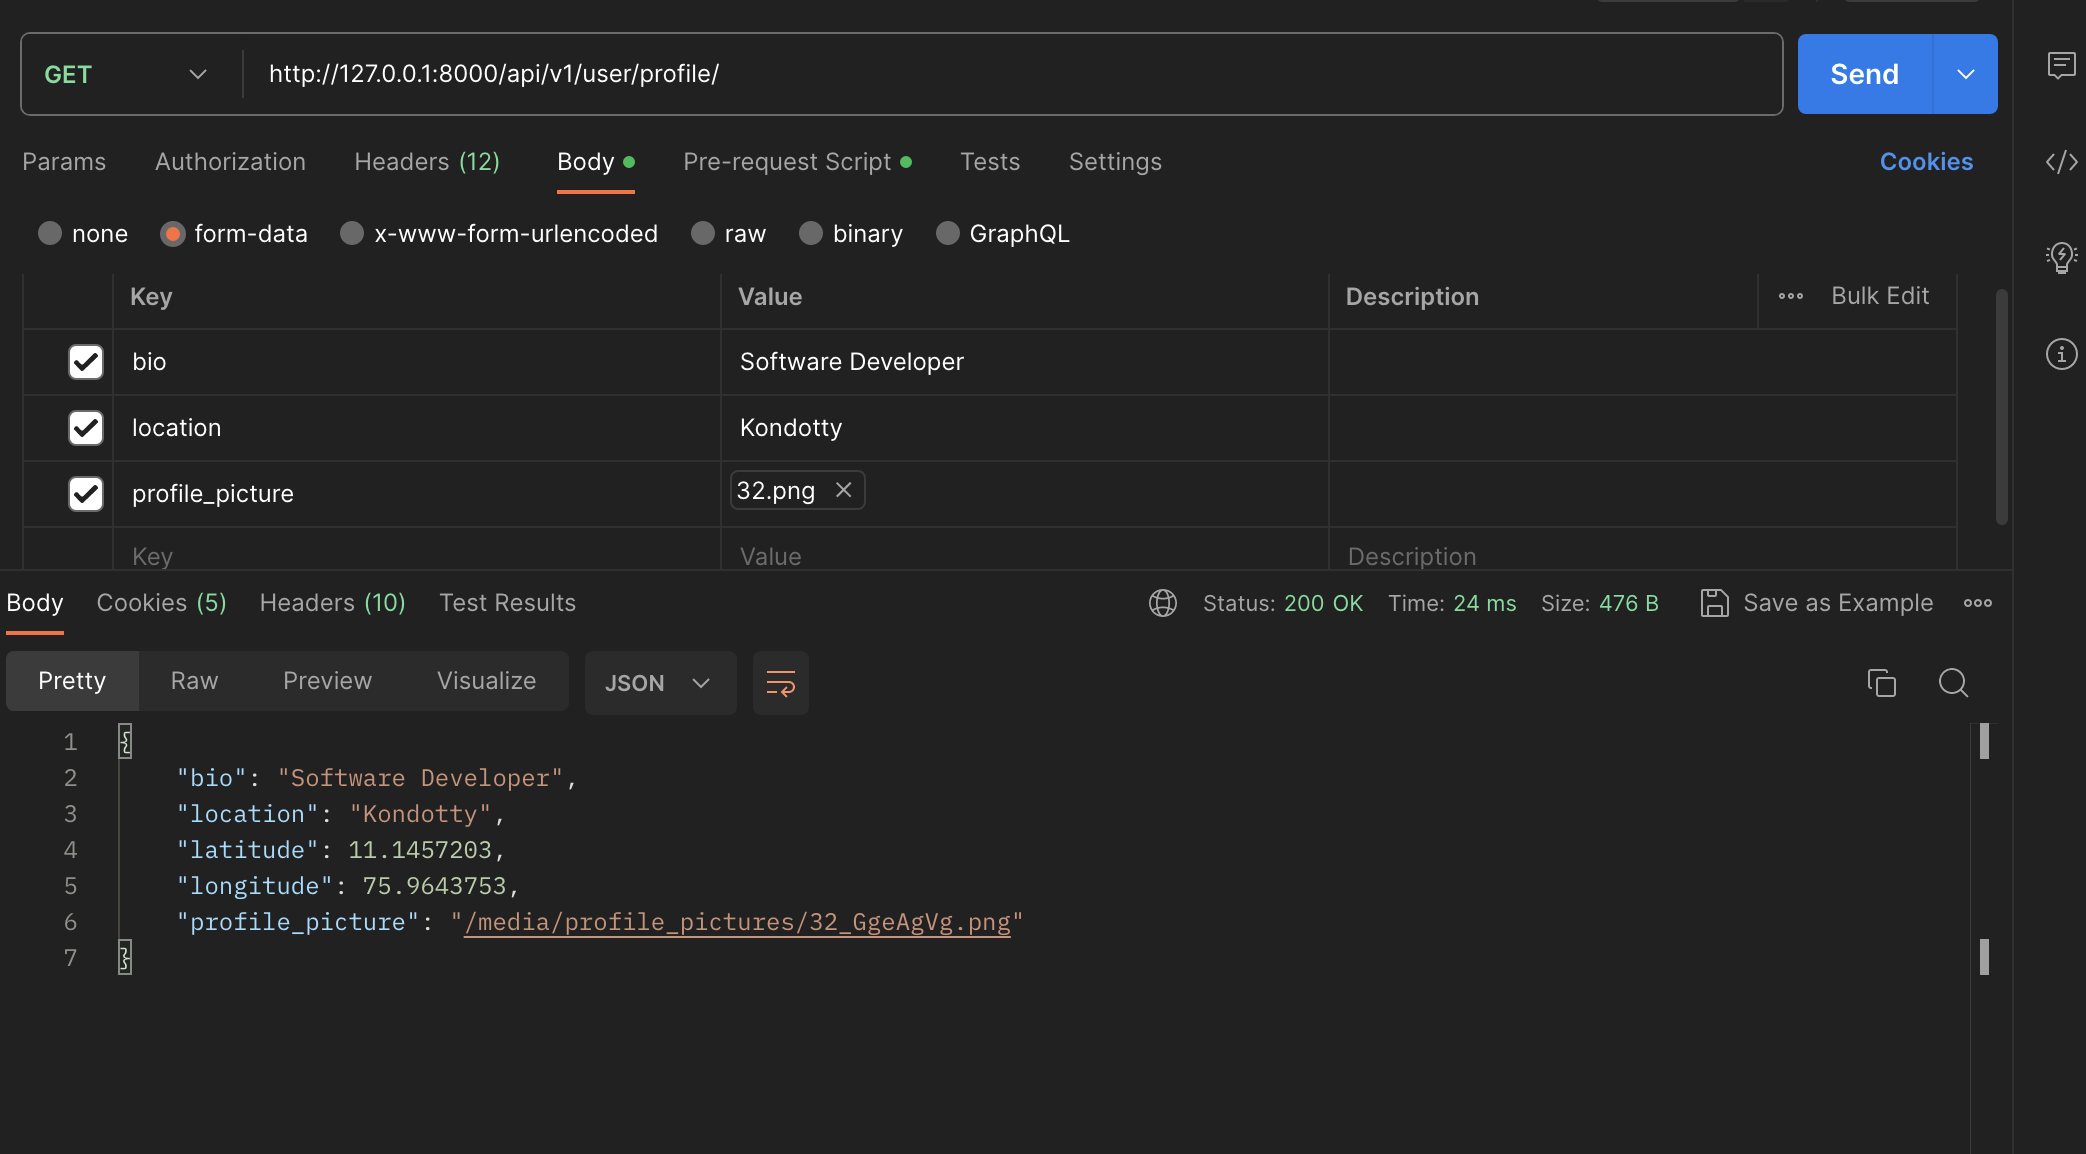 GET http://127.0.0.1:8000/api/v1/user/profile/ Send
Params Authorization Headers (12) Body Pre-request Script Tests Settings Cookies
none form-data x-www-form-urlencoded raw binary GraphQL
Key Value Description Bulk Edit
bio Software Developer
location Kondotty
profile_picture 32.png
Key Value Description
Body Cookies (5) Headers (10) Test Results Status: 200 OK Time: 24 ms Size: 476 B Save as Example
Pretty Raw Preview Visualize JSON
1 {
2 "bio": "Software Developer",
3 "location": "Kondotty",
4 "latitude": 11.1457203,
5 "longitude": 75.9643753,
6 "profile_picture": "/media/profile_pictures/32_GgeAgVg.png"
7 }